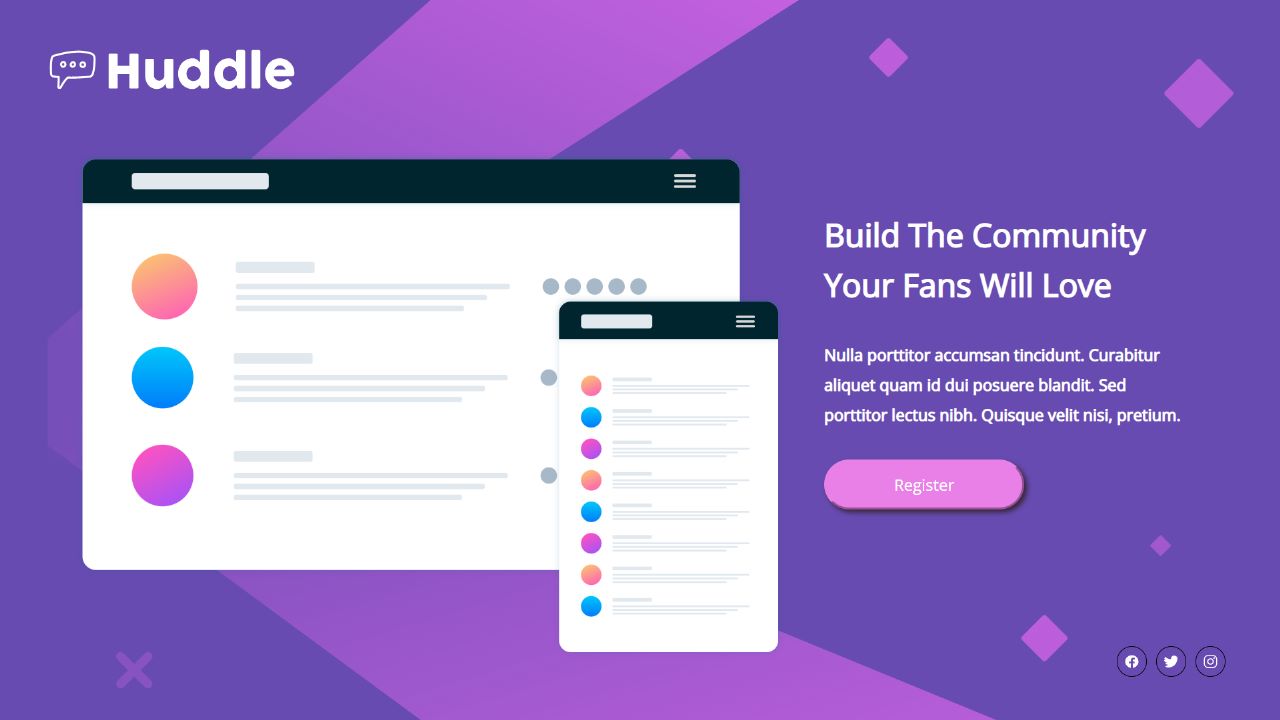 Huddle
Build The Community
Your Fans Will Love
Nulla porttitor accumsan tincidunt. Curabitur
aliquet quam id dui posuere blandit. Sed
porttitor lectus nibh. Quisque velit nisi, pretium.
Register